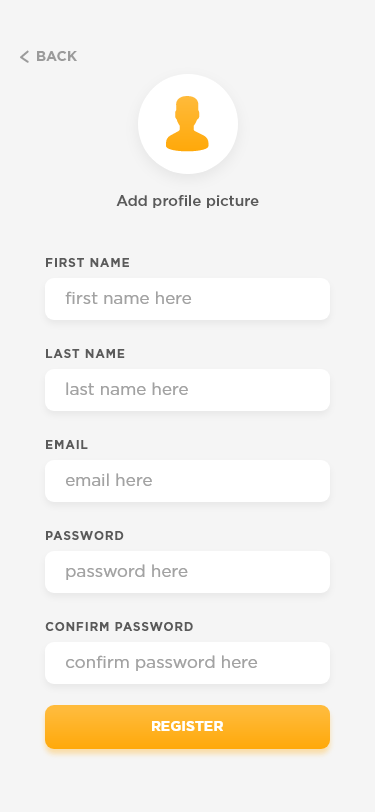 BACK
Add profile picture
FIRST NAME
first name here
LAST NAME
last name here
EMAIL
email here
PASSWORD
password here
CONFIRM PASSWORD
confirm password here
REGISTER